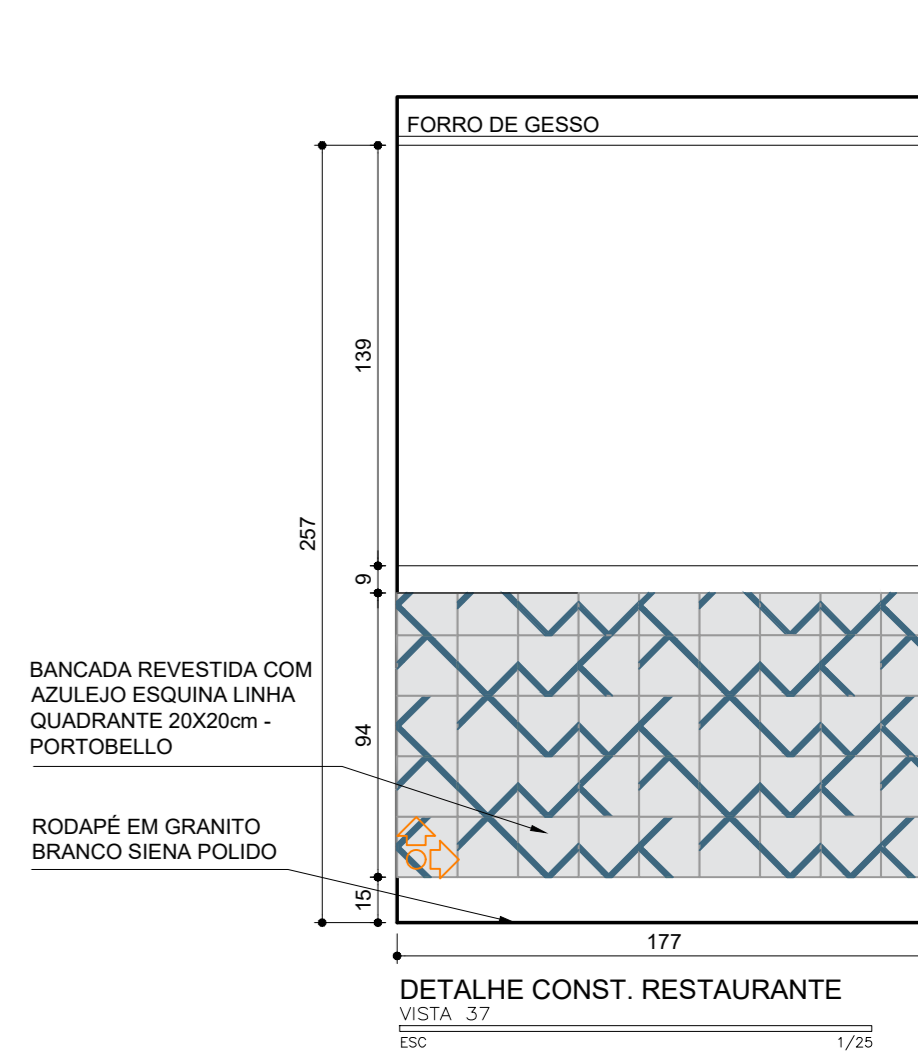 FORRO DE GESSO
139
257
9
BANCADA REVESTIDA COM
AZULEJO ESQUINA LINHA
QUADRANTE 20X20cm -
PORTOBELLO
94
RODAPÉ EM GRANITO
BRANCO SIENA POLIDO
15
177
DETALHE CONST. RESTAURANTE
VISTA 37
ESC 1/25